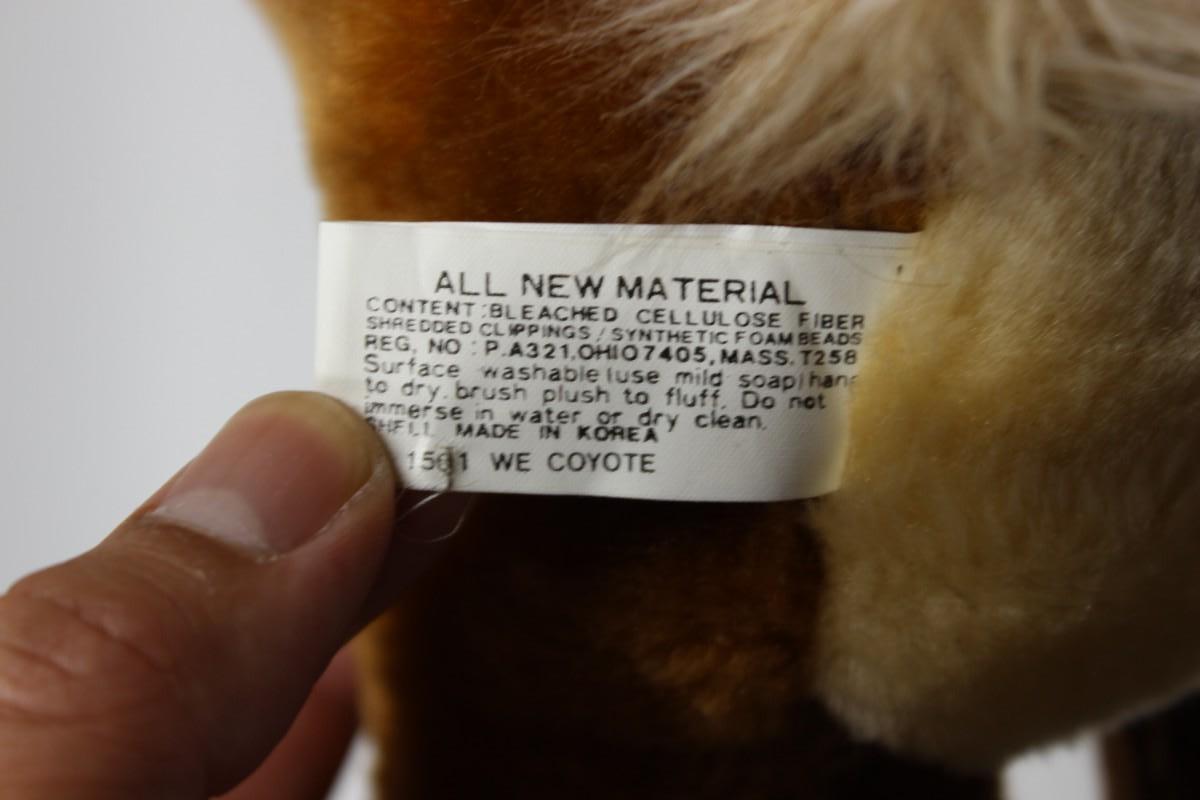 ALL NEW MATERIAL
CONTENT:BLEACHED CELLULOSE FIBER
SHREDDED CLIPPINGS/SYNTHETIC FOAM BEADS
REG, NO : P.A321,OHIO7405,MASS.T258
Surface washable (use mild soap) hang
to dry. brush plush to fluff. Do not
immerse in water or dry clean.
SHELL MADE IN KOREA
WE COYOTE